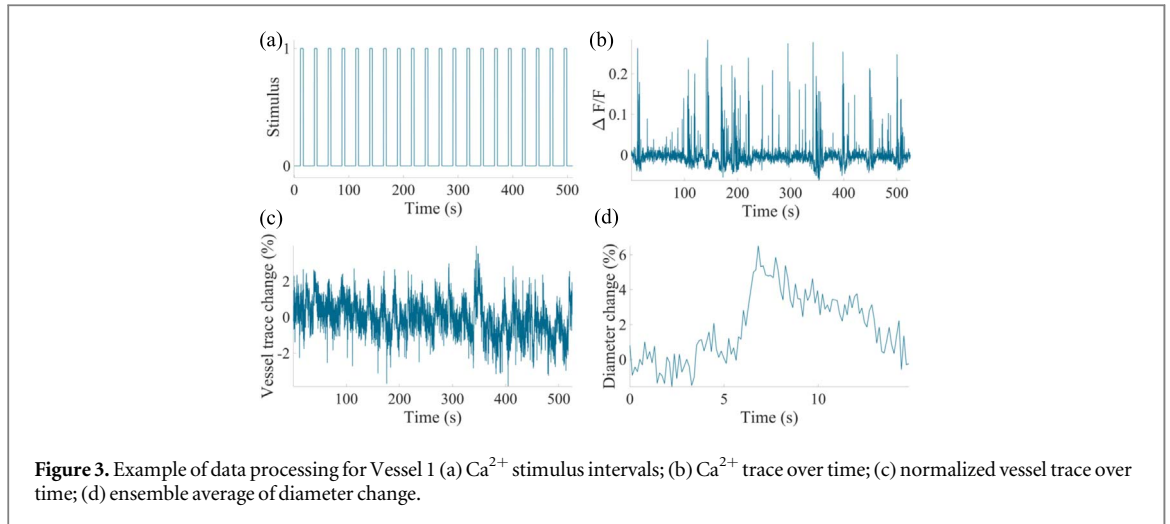 (a)
1
Stimulus
0
0 100 200 300 400 500
Time (s)
(b)
0.2
0.1
0
Δ F/F
100 200 300 400 500
Time (s)
(c)
2
0
-2
Vessel trace change (%)
100 200 300 400 500
Time (s)
(d)
6
4
2
0
Diameter change (%)
0 5 10
Time (s)
Figure 3. Example of data processing for Vessel 1 (a) Ca²⁺ stimulus intervals; (b) Ca²⁺ trace over time; (c) normalized vessel trace over
time; (d) ensemble average of diameter change.